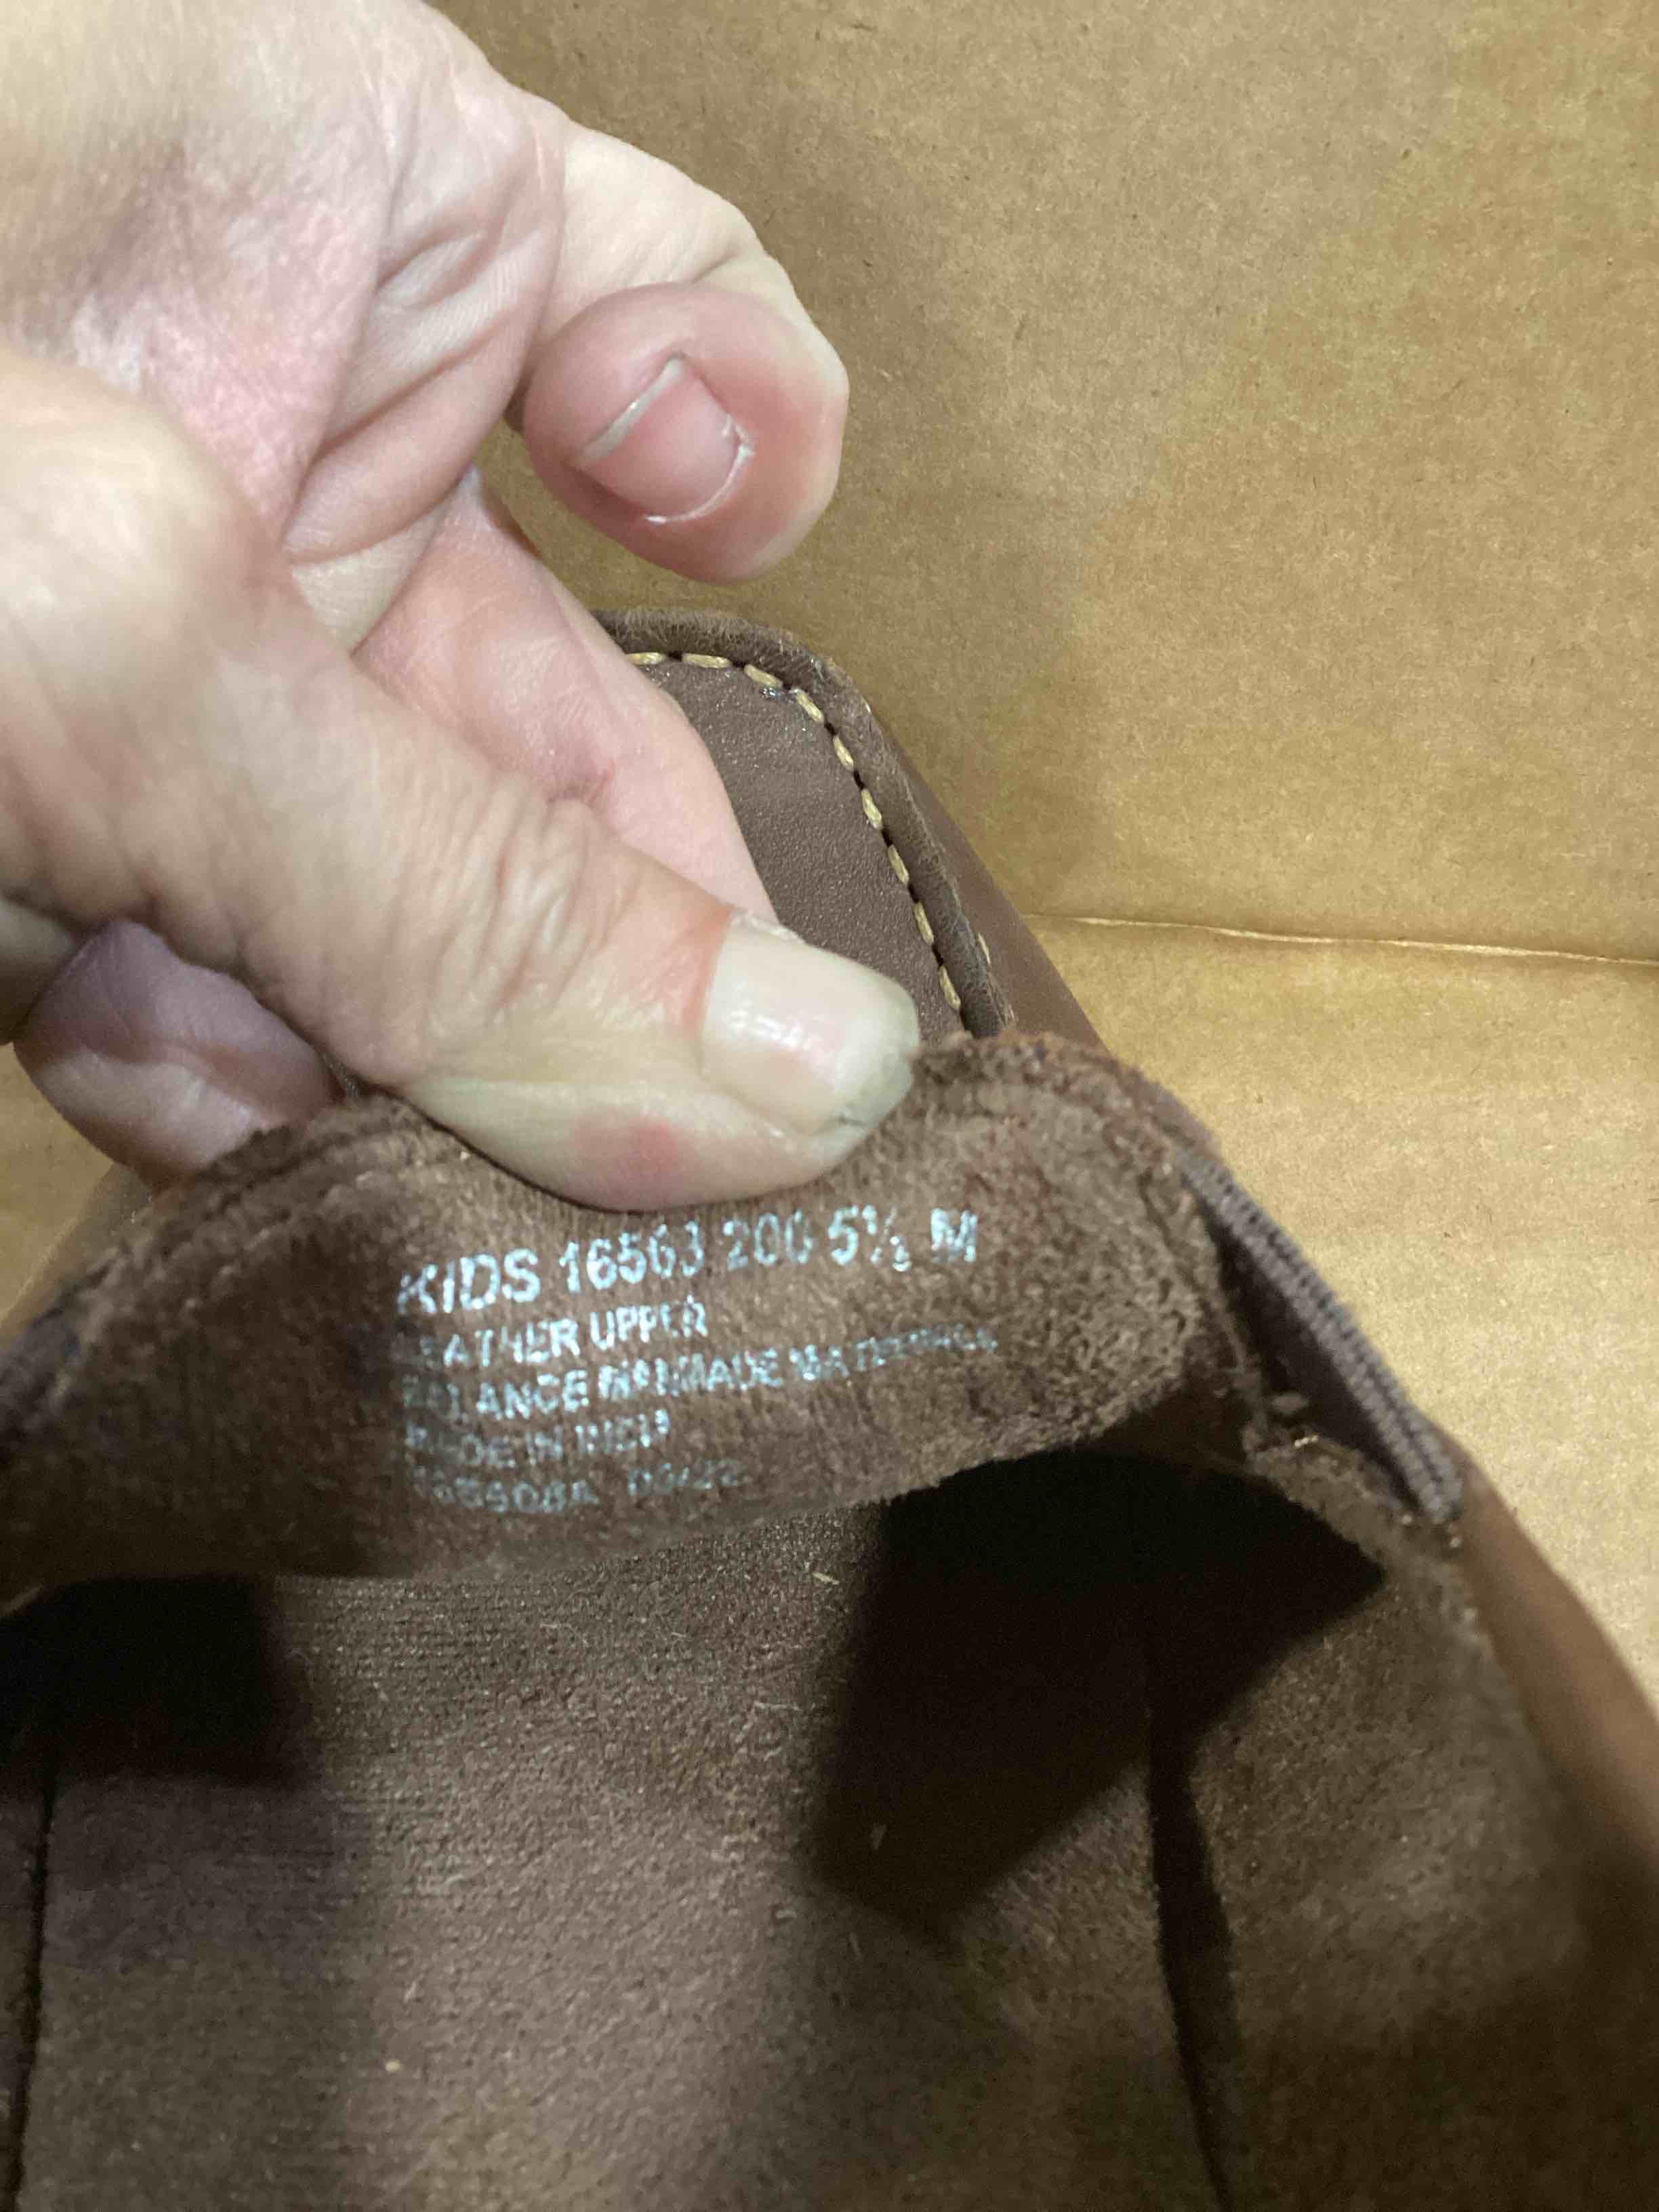 KIDS 16563 200 5½ M
LEATHER UPPER
BALANCE MANMADE MATERIALS
MADE IN INDIA